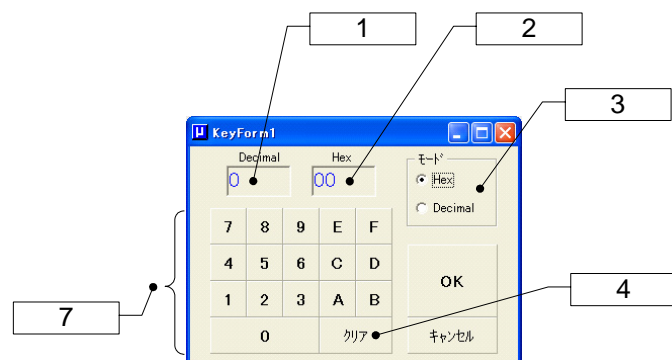 1
2
3
μ KeyForm1
Decimal Hex モード
0 00 Hex
Decimal
7 8 9 E F
4 5 6 C D
OK
1 2 3 A B
4
7
0 クリア キャンセル